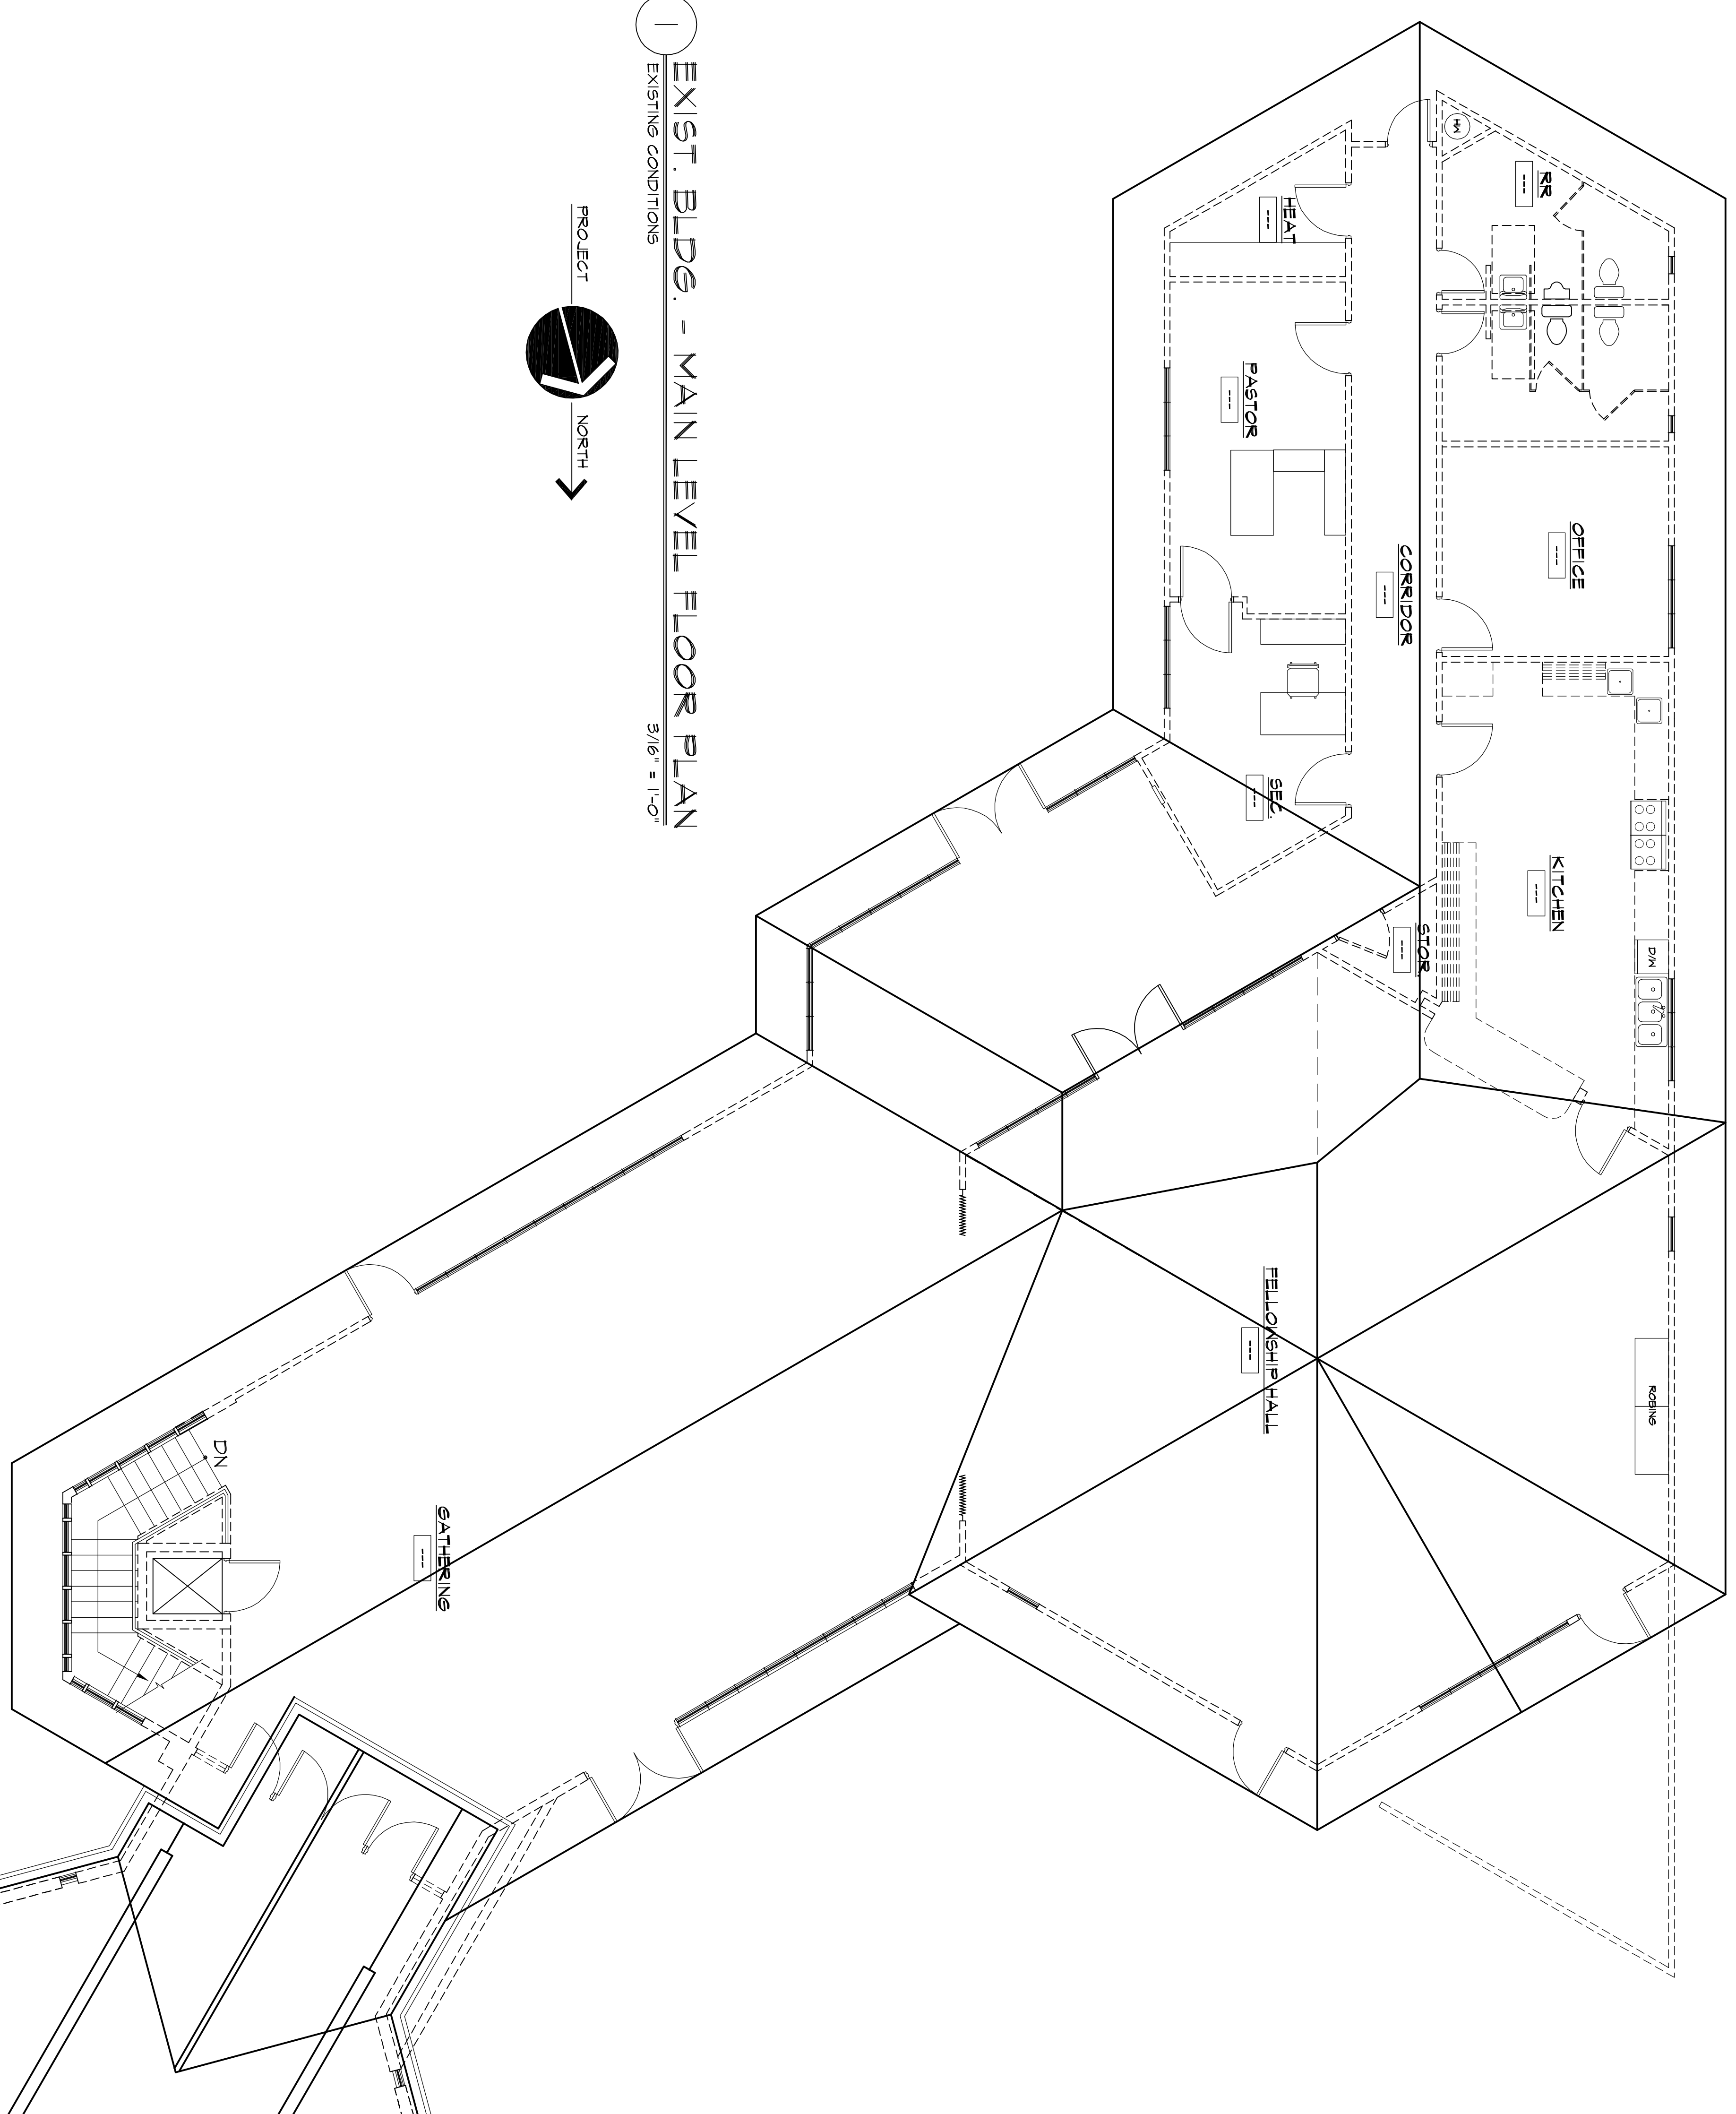 1
EXIST. BLDG. - MAIN LEVEL FLOOR PLAN
EXISTING CONDITIONS
3/16" = 1'-0"
PROJECT
NORTH
HW
RR
---
HEAT
---
PASTOR
---
OFFICE
---
CORRIDOR
---
SEC.
---
KITCHEN
---
STOR.
---
D/W
FELLOWSHIP HALL
---
ROBING
GATHERING
---
DN